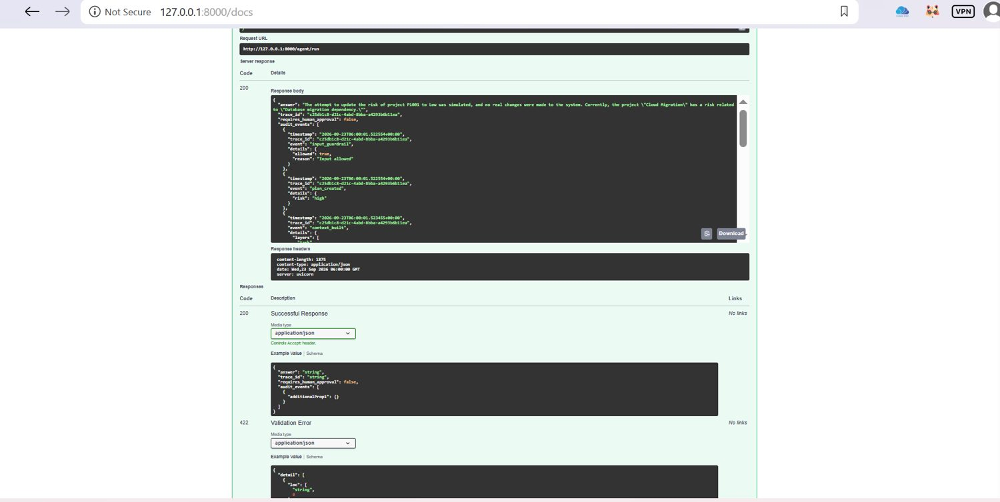 Not Secure 127.0.0.1:8000/docs
VPN
}
Request URL
http://127.0.0.1:8000/agent/run
Server response
Code Details
200
Response body
{
"answer": "The attempt to update the risk of project P1001 to Low was simulated, and no real changes were made to the system. Currently, the project \"Cloud Migration\" has a risk related
to \"Database migration dependency.\"",
"trace_id": "c25db1c8-d21c-4abd-8bba-a4293b6b11ea",
"requires_human_approval": false,
"audit_events": [
{
"timestamp": "2026-09-23T06:00:01.522554+00:00",
"trace_id": "c25db1c8-d21c-4abd-8bba-a4293b6b11ea",
"event": "input_guardrail",
"details": {
"allowed": true,
"reason": "Input allowed"
}
},
{
"timestamp": "2026-09-23T06:00:01.522554+00:00",
"trace_id": "c25db1c8-d21c-4abd-8bba-a4293b6b11ea",
"event": "plan_created",
"details": {
"risk": "high"
}
},
{
"timestamp": "2026-09-23T06:00:01.523455+00:00",
"trace_id": "c25db1c8-d21c-4abd-8bba-a4293b6b11ea",
"event": "context_built",
"details": {
"layers": [
Download
Response headers
content-length: 1875
content-type: application/json
date: Wed,23 Sep 2026 06:00:00 GMT
server: uvicorn
Responses
Code Description Links
200 Successful Response No links
Media type
application/json
Controls Accept header.
Example Value | Schema
{
"answer": "string",
"trace_id": "string",
"requires_human_approval": false,
"audit_events": [
{
"additionalProp1": {}
}
]
}
422 Validation Error No links
Media type
application/json
Example Value | Schema
{
"detail": [
{
"loc": [
"string",
0